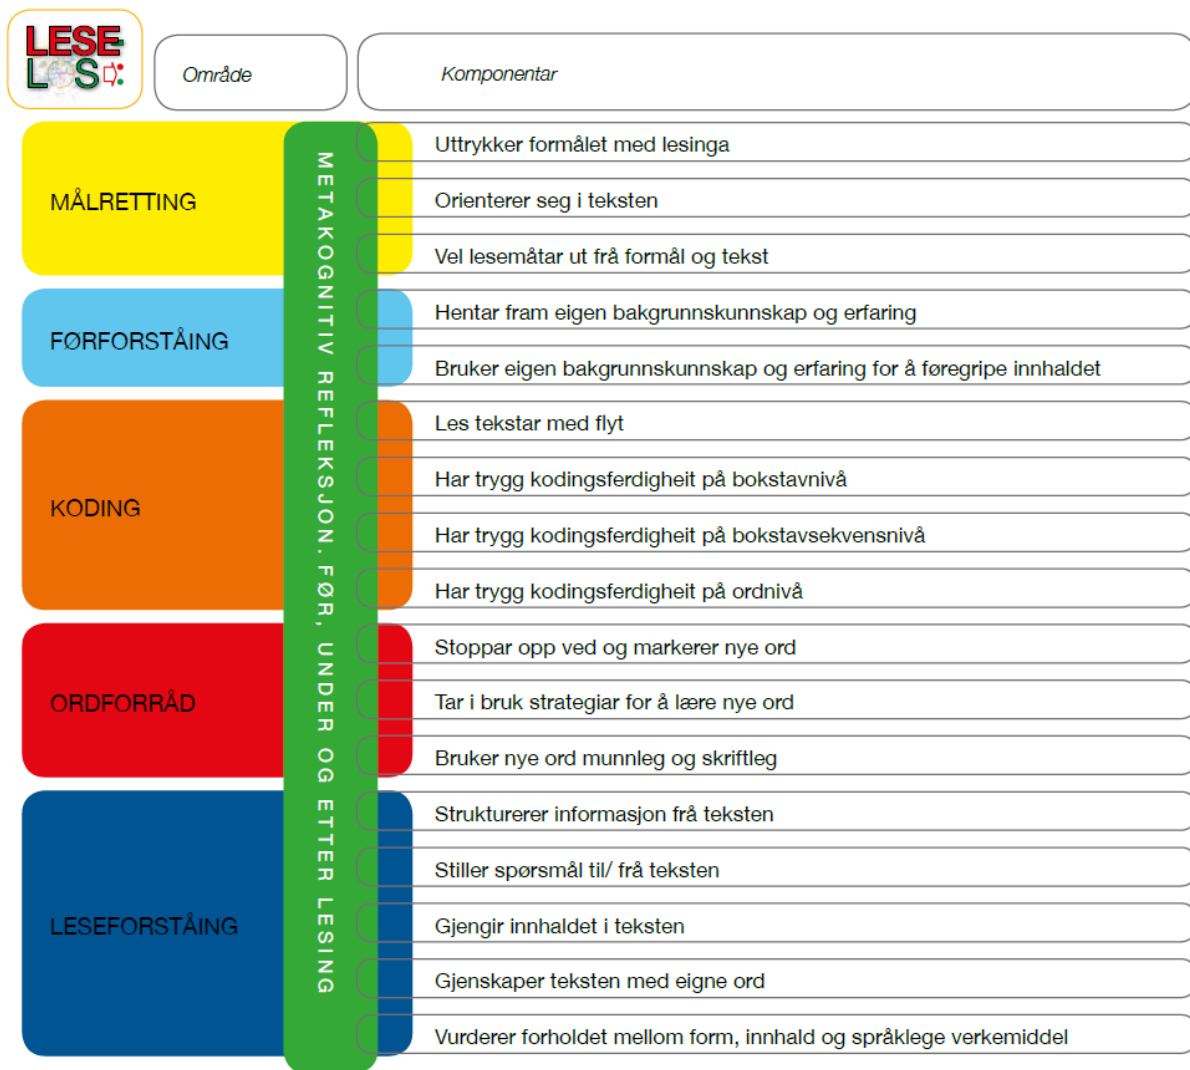 LESE-
LOS
Område
Komponentar
MÅLRETTING
Uttrykker formålet med lesinga
Orienterer seg i teksten
Vel lesemåtar ut frå formål og tekst
FØRFORSTÅING
Hentar fram eigen bakgrunnskunnskap og erfaring
Bruker eigen bakgrunnskunnskap og erfaring for å føregripe innhaldet
KODING
Les tekstar med flyt
Har trygg kodingsferdigheit på bokstavnivå
Har trygg kodingsferdigheit på bokstavsekvensnivå
Har trygg kodingsferdigheit på ordnivå
ORDFORRÅD
Stoppar opp ved og markerer nye ord
Tar i bruk strategiar for å lære nye ord
Bruker nye ord munnleg og skriftleg
LESEFORSTÅING
Strukturerer informasjon frå teksten
Stiller spørsmål til/ frå teksten
Gjengir innhaldet i teksten
Gjenskaper teksten med eigne ord
Vurderer forholdet mellom form, innhald og språklege verkemiddel
METAKOGNITIV REFLEKSJON. FØR, UNDER OG ETTER LESING